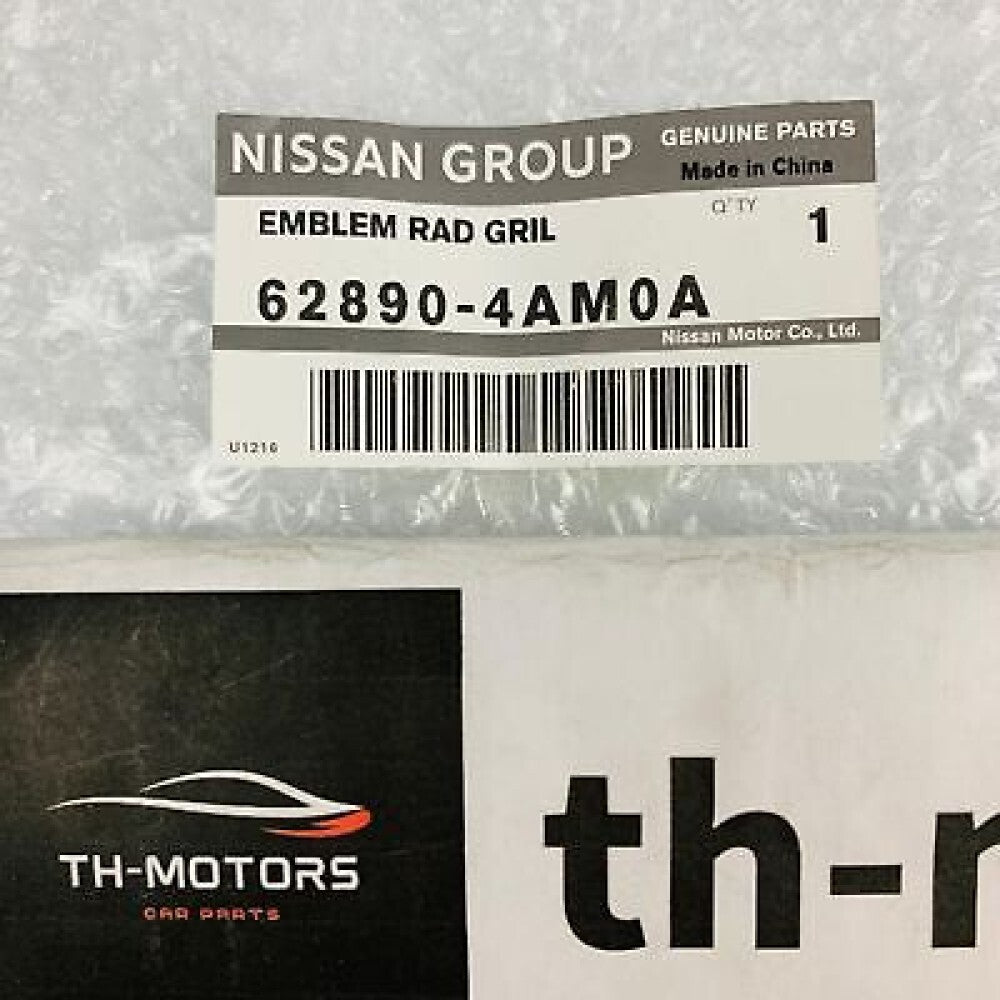 NISSAN GROUP
GENUINE PARTS
Made in China
EMBLEM RAD GRIL
Q'TY 1
62890-4AM0A
Nissan Motor Co., Ltd.
U1216
TH-MOTORS
CAR PARTS
th-